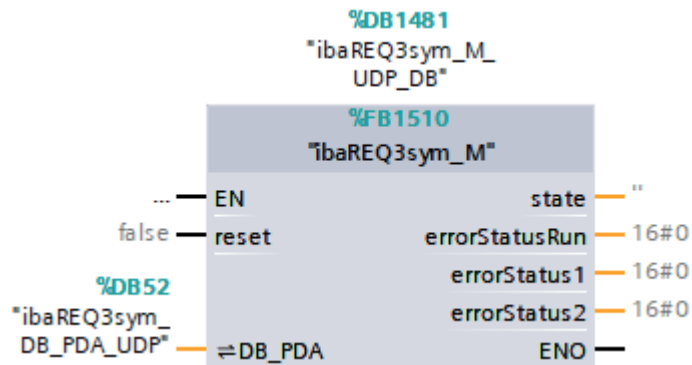 %DB1481
"ibaREQ3sym_M_
UDP_DB"
%FB1510
"ibaREQ3sym_M"
... EN state ''
false reset errorStatusRun 16#0
errorStatus1 16#0
%DB52
errorStatus2 16#0
"ibaREQ3sym_
DB_PDA_UDP" ⇌DB_PDA ENO